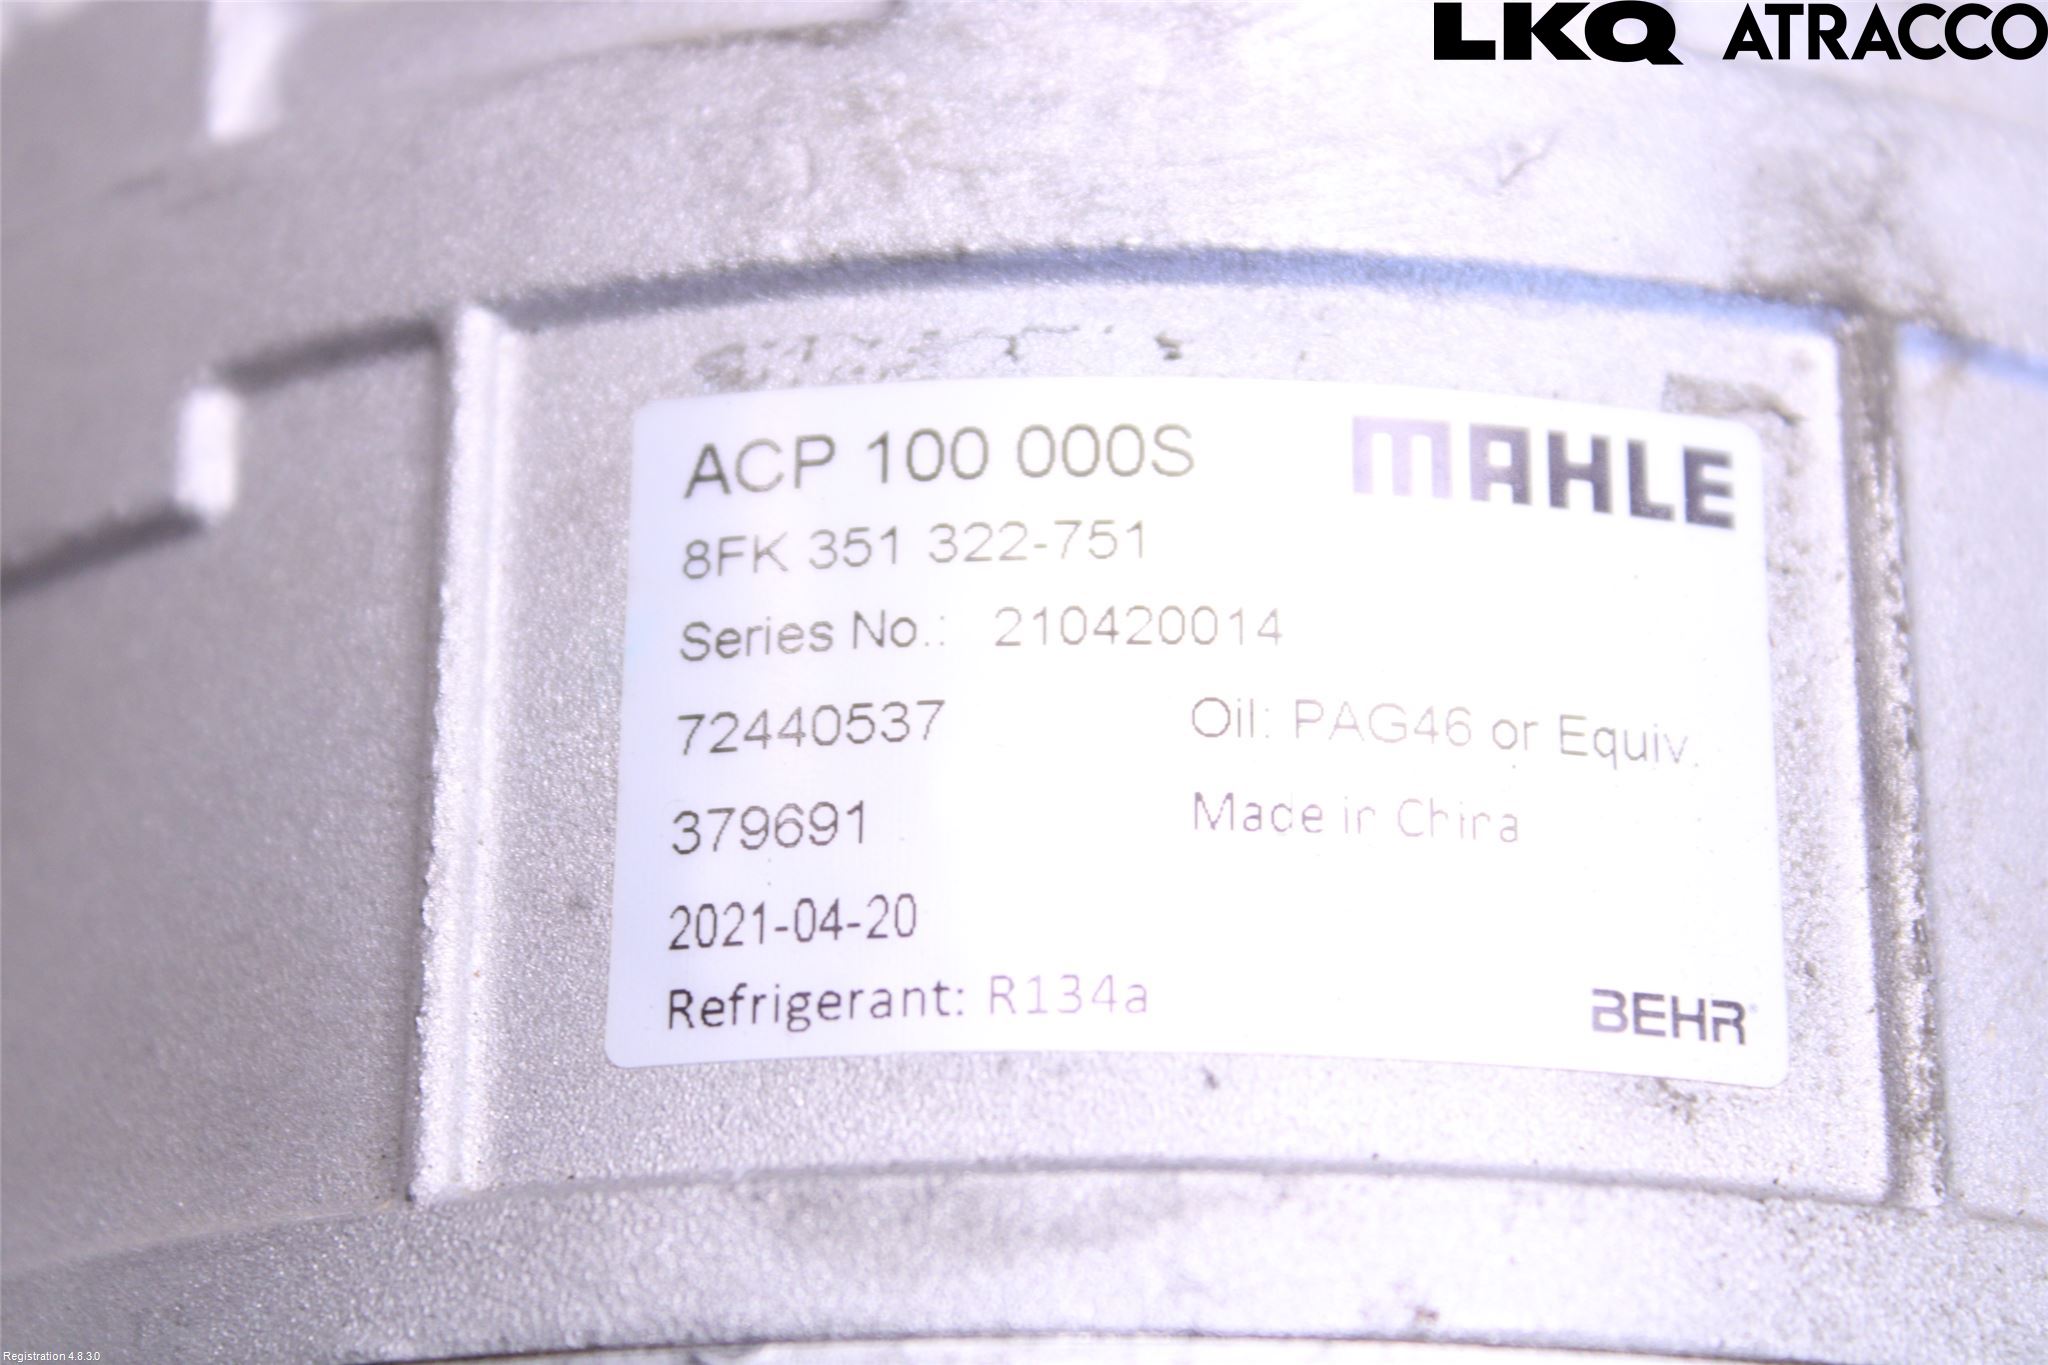 LKQ ATRACCO
ACP 100 000S MAHLE
8FK 351 322-751
Series No.: 210420014
72440537 Oil: PAG46 or Equiv.
379691 Made in China
2021-04-20
Refrigerant: R134a BEHR
Registration 4.8.3.0